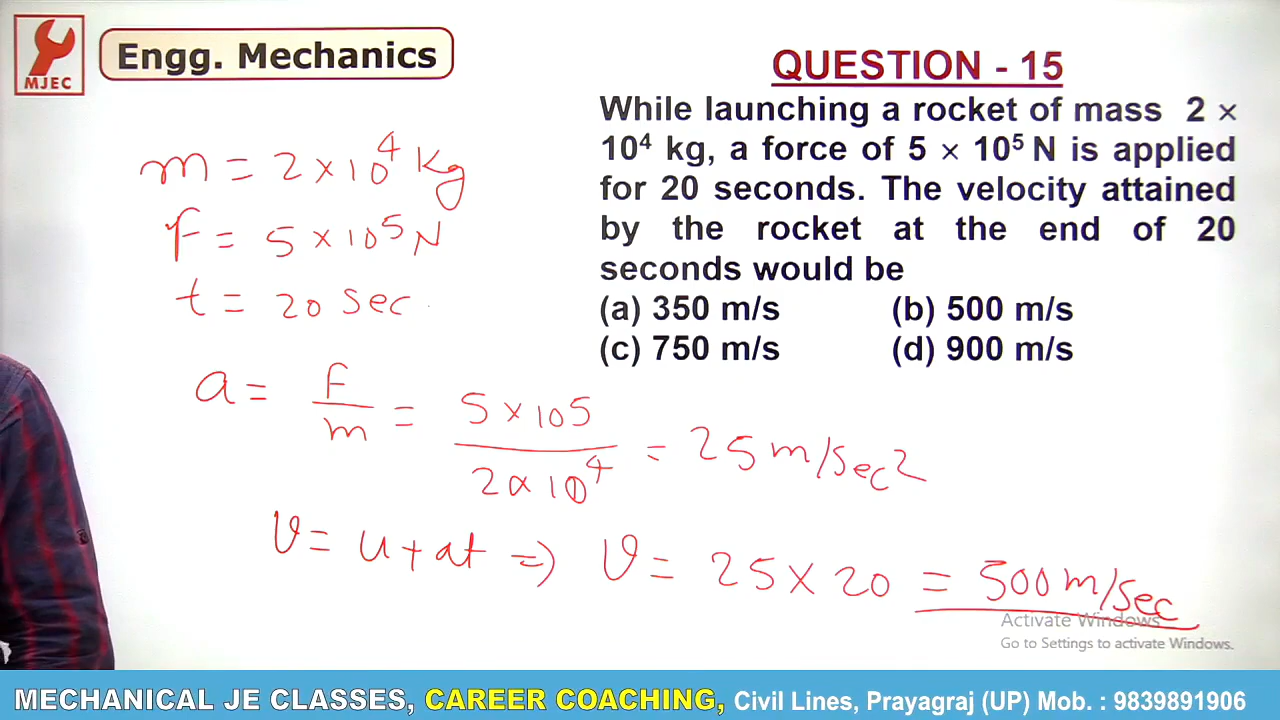 MJEC
Engg. Mechanics
QUESTION - 15
While launching a rocket of mass 2 ×
10⁴ kg, a force of 5 × 10⁵ N is applied
for 20 seconds. The velocity attained
by the rocket at the end of 20
seconds would be
(a) 350 m/s (b) 500 m/s
(c) 750 m/s (d) 900 m/s
m = 2×10⁴ Kg
F = 5×10⁵ N
t = 20 sec.
a = F/m = 5×10⁵/2×10⁴ = 25 m/sec²
v = u + at ⇒ v = 25×20 = 500 m/sec
Activate Windows
Go to Settings to activate Windows.
MECHANICAL JE CLASSES, CAREER COACHING, Civil Lines, Prayagraj (UP) Mob. : 9839891906